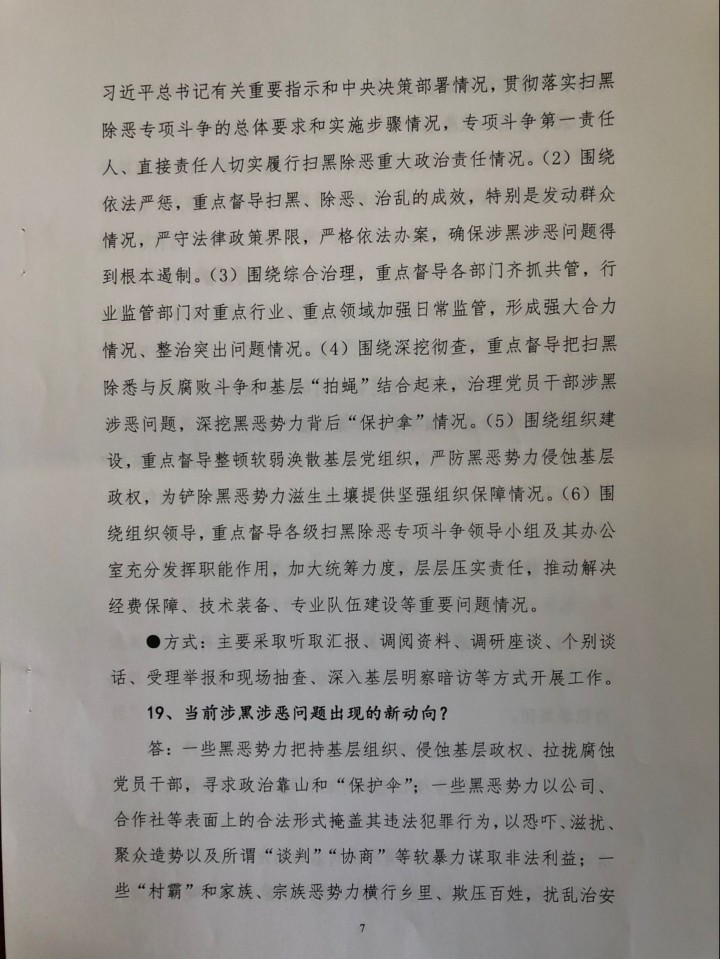 习近平总书记有关重要指示和中央决策部署情况，贯彻落实扫黑
除恶专项斗争的总体要求和实施步骤情况，专项斗争第一责任
人、直接责任人切实履行扫黑除恶重大政治责任情况。（2）围绕
依法严惩，重点督导扫黑、除恶、治乱的成效，特别是发动群众
情况，严守法律政策界限，严格依法办案，确保涉黑涉恶问题得
到根本遏制。（3）围绕综合治理，重点督导各部门齐抓共管，行
业监管部门对重点行业、重点领域加强日常监管，形成强大合力
情况、整治突出问题情况。（4）围绕深挖彻查，重点督导把扫黑
除悉与反腐败斗争和基层“拍蝇”结合起来，治理党员干部涉黑
涉恶问题，深挖黑恶势力背后“保护拿”情况。（5）围绕组织建
设，重点督导整顿软弱涣散基层党组织，严防黑恶势力侵蚀基层
政权，为铲除黑恶势力滋生土壤提供坚强组织保障情况。（6）围
绕组织领导，重点督导各级扫黑除恶专项斗争领导小组及其办公
室充分发挥职能作用，加大统筹力度，层层压实责任，推动解决
经费保障、技术装备、专业队伍建设等重要问题情况。
●方式：主要采取听取汇报、调阅资料、调研座谈、个别谈
话、受理举报和现场抽查、深入基层明察暗访等方式开展工作。
19、当前涉黑涉恶问题出现的新动向？
答：一些黑恶势力把持基层组织、侵蚀基层政权、拉拢腐蚀
党员干部，寻求政治靠山和“保护伞”；一些黑恶势力以公司、
合作社等表面上的合法形式掩盖其违法犯罪行为，以恐吓、滋扰、
聚众造势以及所谓“谈判”“协商”等软暴力谋取非法利益；一
些“村霸”和家族、宗族恶势力横行乡里、欺压百姓，扰乱治安
7